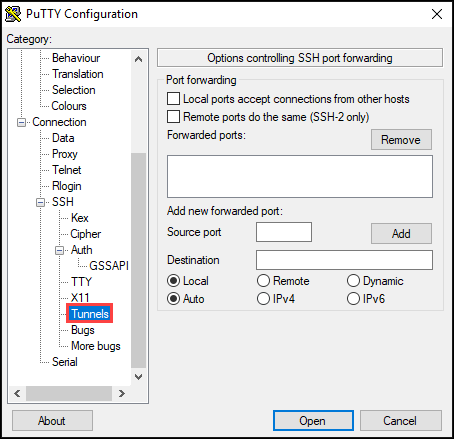 PuTTY Configuration
Category:
Behaviour
Translation
Selection
Colours
Connection
Data
Proxy
Telnet
Rlogin
SSH
Kex
Cipher
Auth
GSSAPI
TTY
X11
Tunnels
Bugs
More bugs
Serial
Options controlling SSH port forwarding
Port forwarding
Local ports accept connections from other hosts
Remote ports do the same (SSH-2 only)
Forwarded ports: Remove
Add new forwarded port:
Source port Add
Destination
Local Remote Dynamic
Auto IPv4 IPv6
About Open Cancel